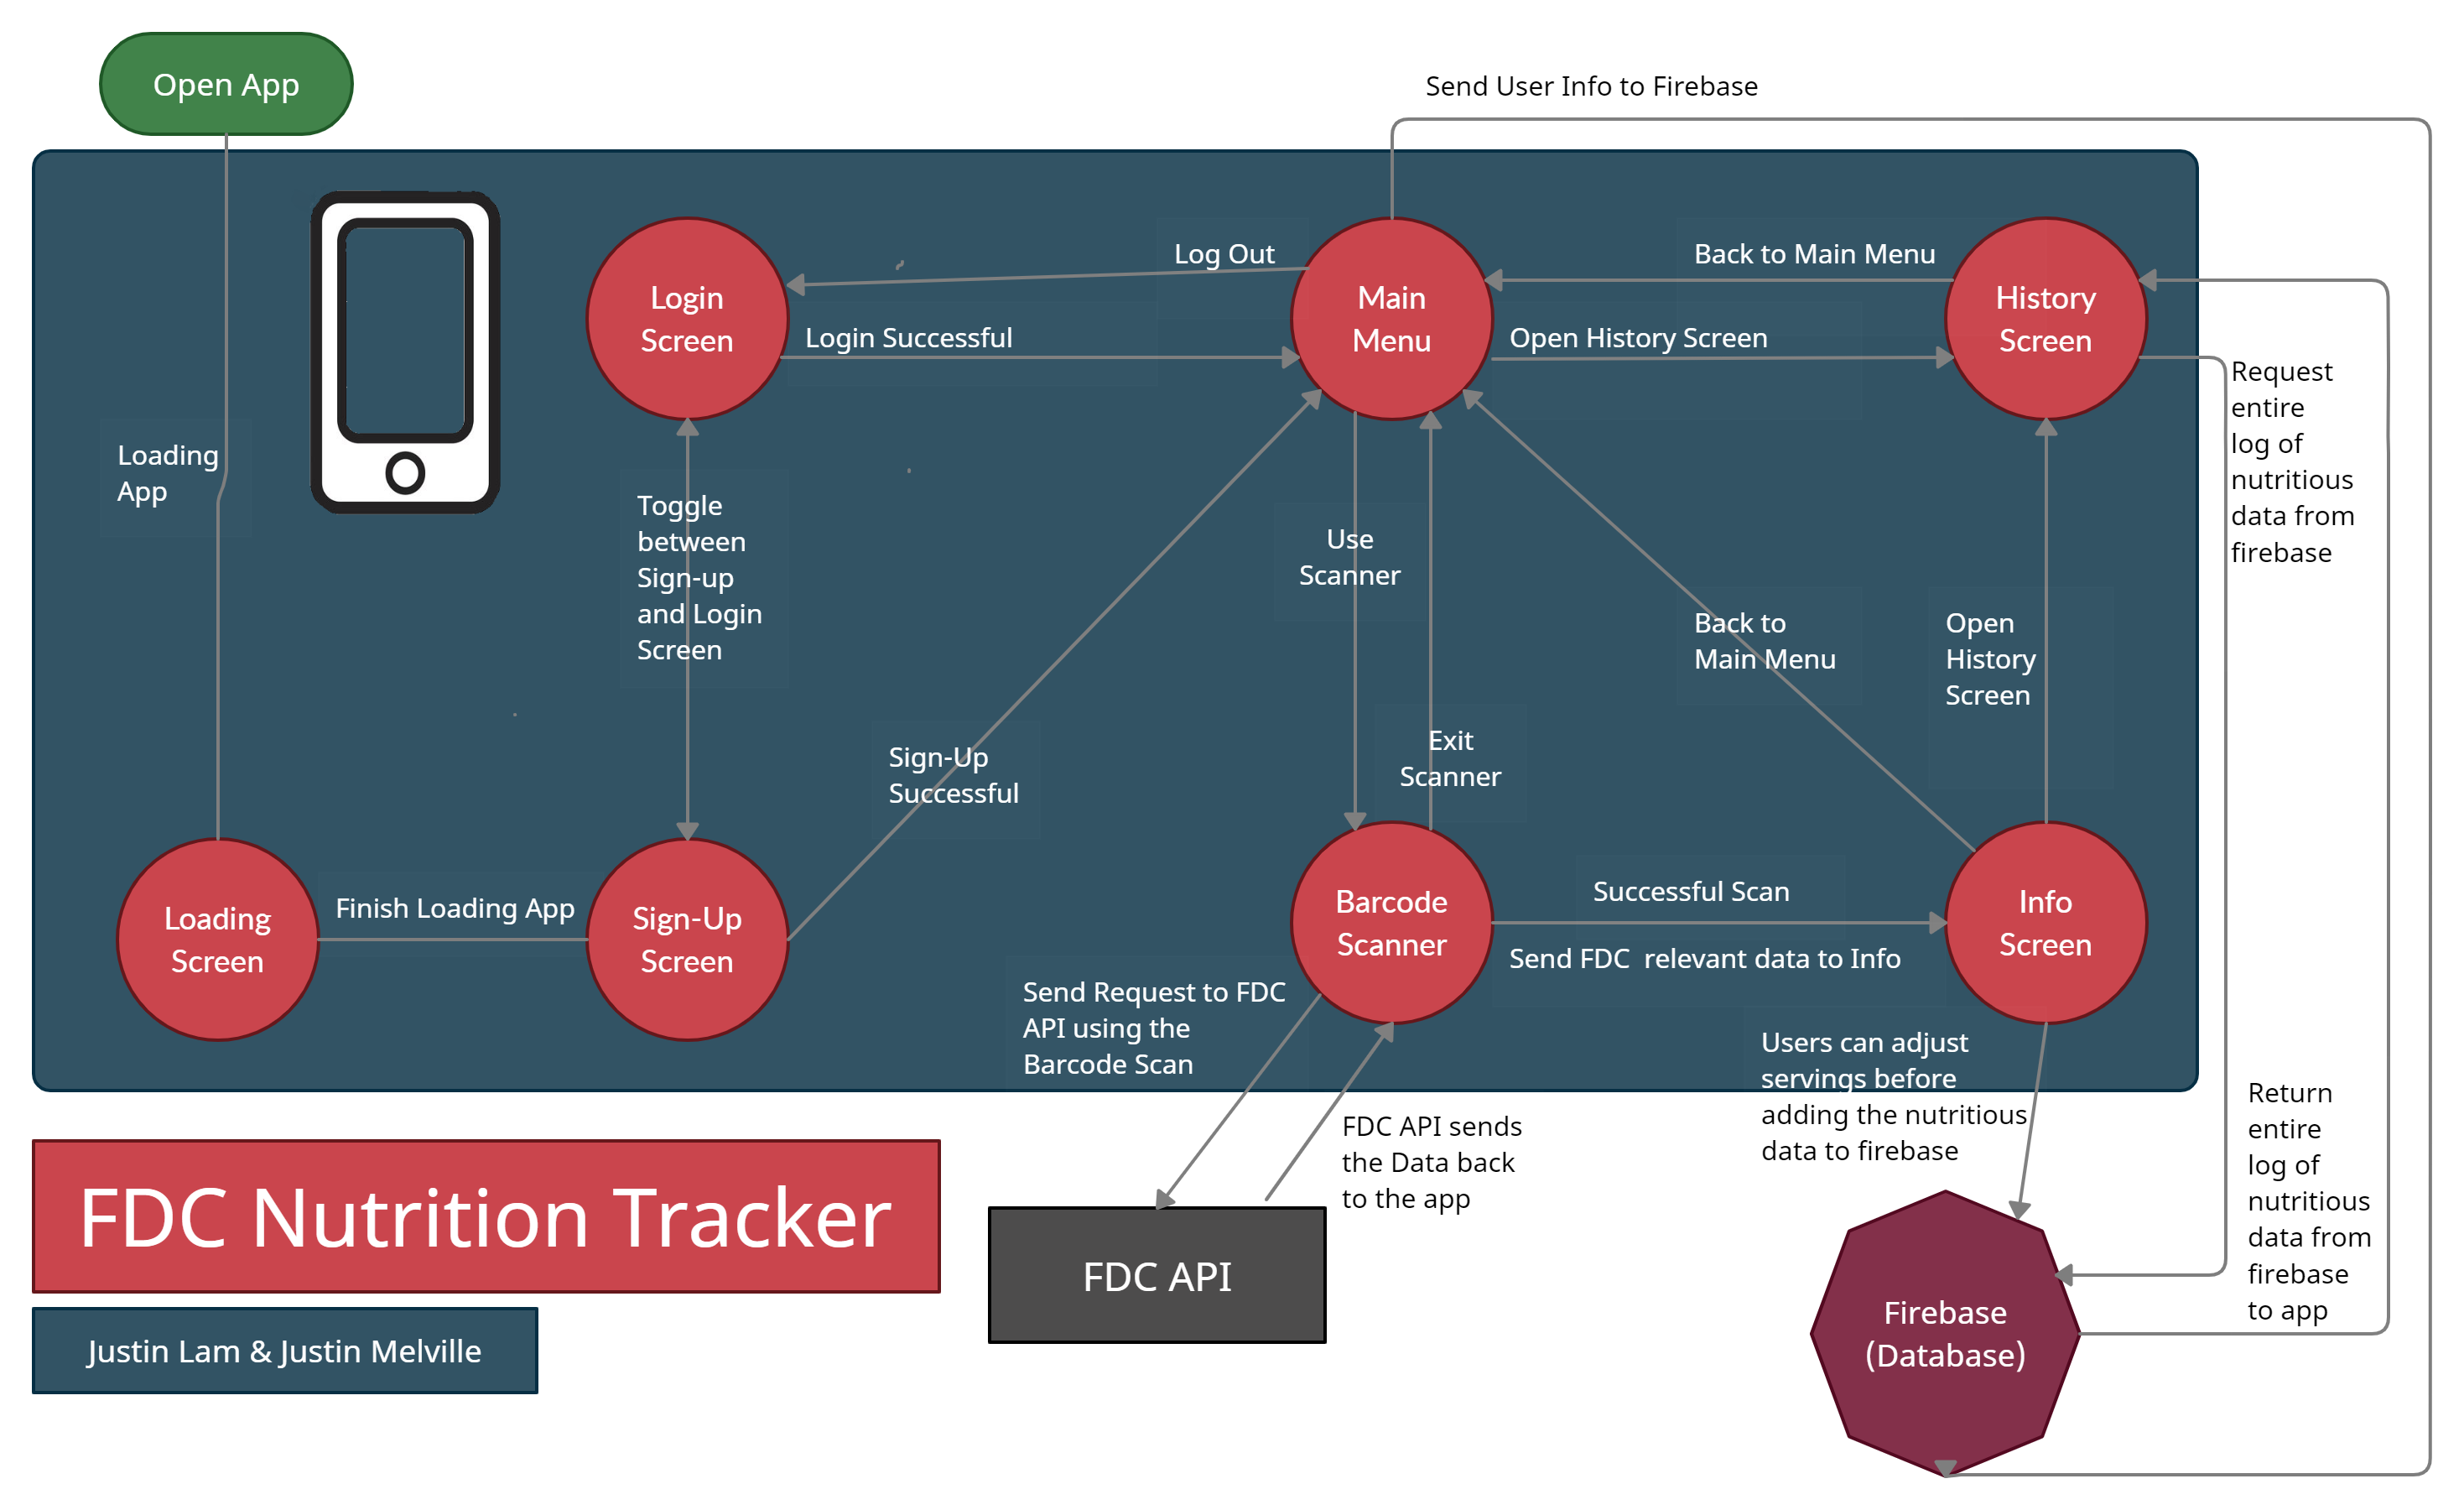 Open App
Send User Info to Firebase
Log Out
Back to Main Menu
Login
Screen
Main
Menu
History
Screen
Login Successful
Open History Screen
Request
entire
log of
nutritious
data from
firebase
Loading
App
Toggle
between
Sign-up
and Login
Screen
Use
Scanner
Back to
Main Menu
Open
History
Screen
Sign-Up
Successful
Exit
Scanner
Loading
Screen
Finish Loading App
Sign-Up
Screen
Barcode
Scanner
Successful Scan
Send FDC  relevant data to Info
Info
Screen
Send Request to FDC
API using the
Barcode Scan
Users can adjust
servings before
adding the nutritious
data to firebase
FDC API sends
the Data back
to the app
Return
entire
log of
nutritious
data from
firebase
to app
FDC Nutrition Tracker
FDC API
Firebase
(Database)
Justin Lam & Justin Melville